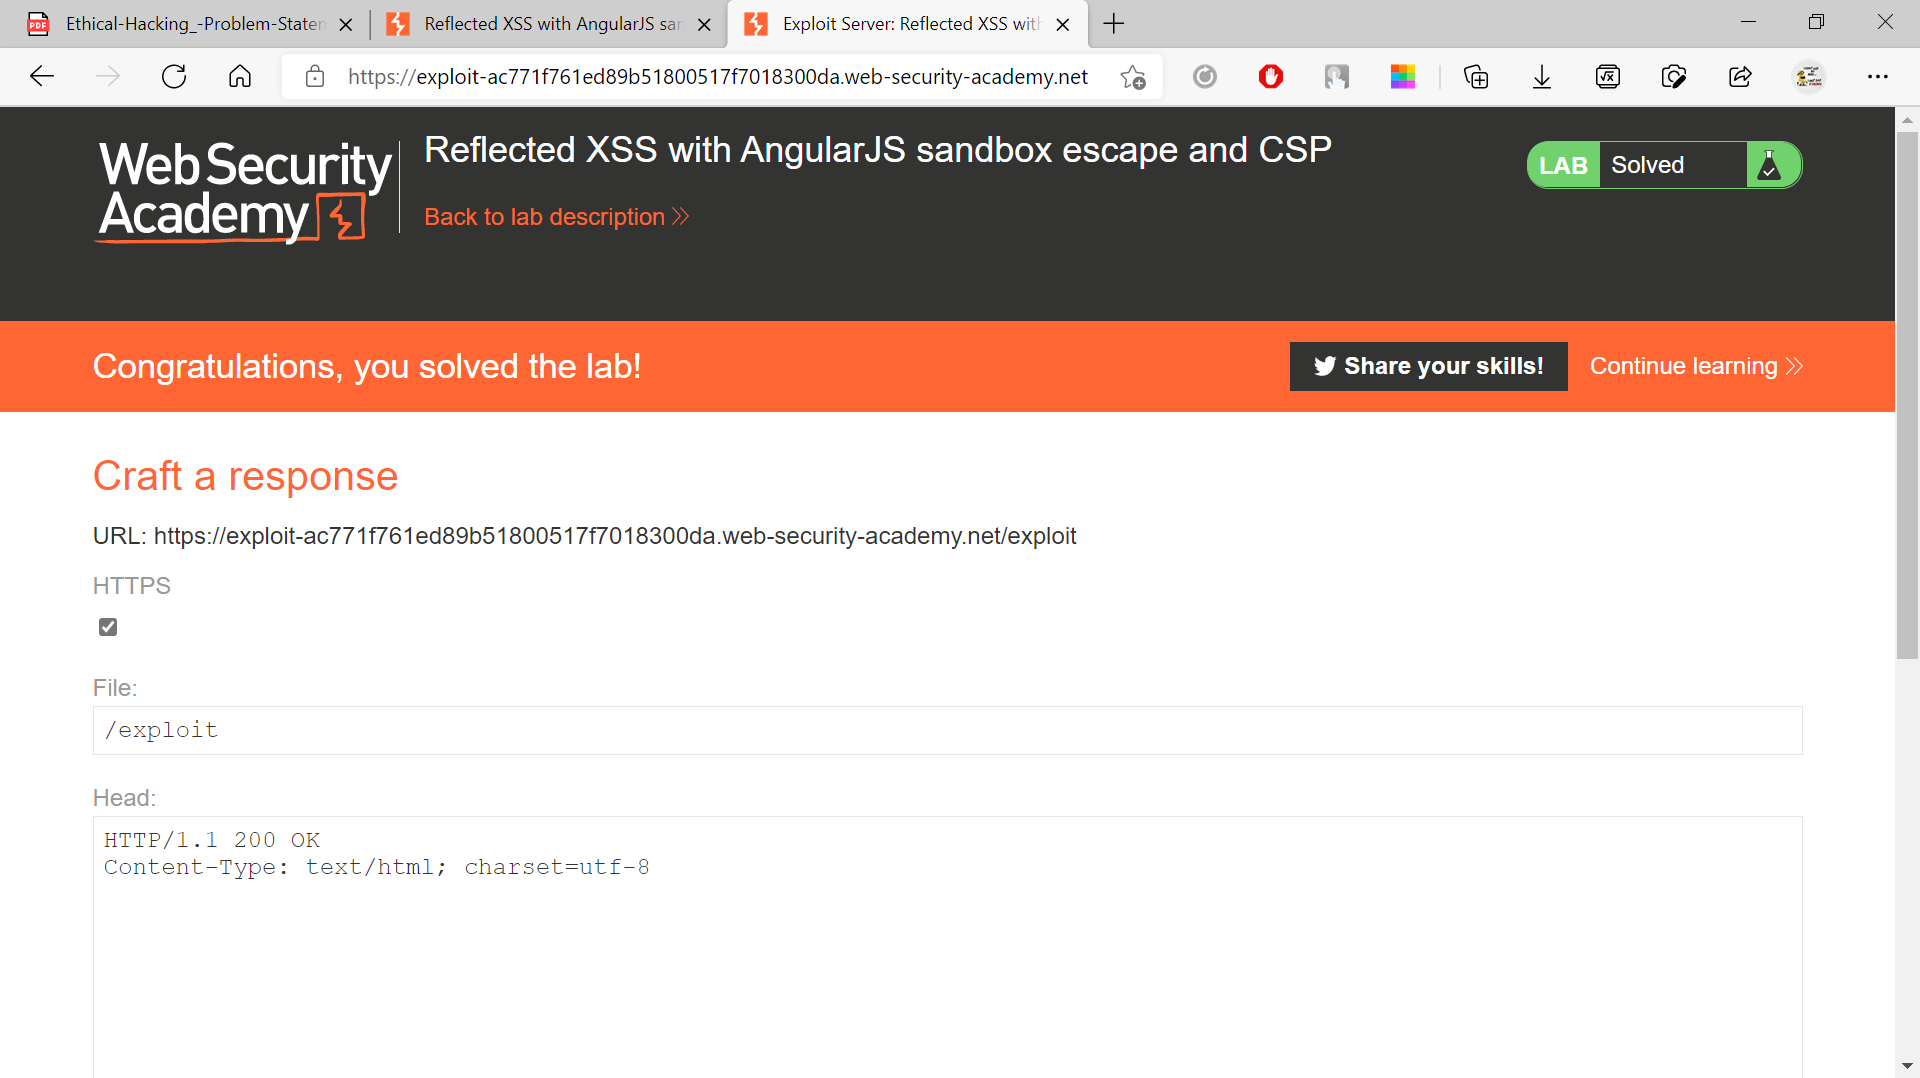 PDF
Ethical-Hacking_-Problem-Staten
Reflected XSS with AngularJS sar
Exploit Server: Reflected XSS with
https://exploit-ac771f761ed89b51800517f7018300da.web-security-academy.net
Web Security
Academy
Reflected XSS with AngularJS sandbox escape and CSP
Back to lab description
LAB Solved
Congratulations, you solved the lab!
Share your skills!
Continue learning
Craft a response
URL: https://exploit-ac771f761ed89b51800517f7018300da.web-security-academy.net/exploit
HTTPS
File:
/exploit
Head:
HTTP/1.1 200 OK
Content-Type: text/html; charset=utf-8